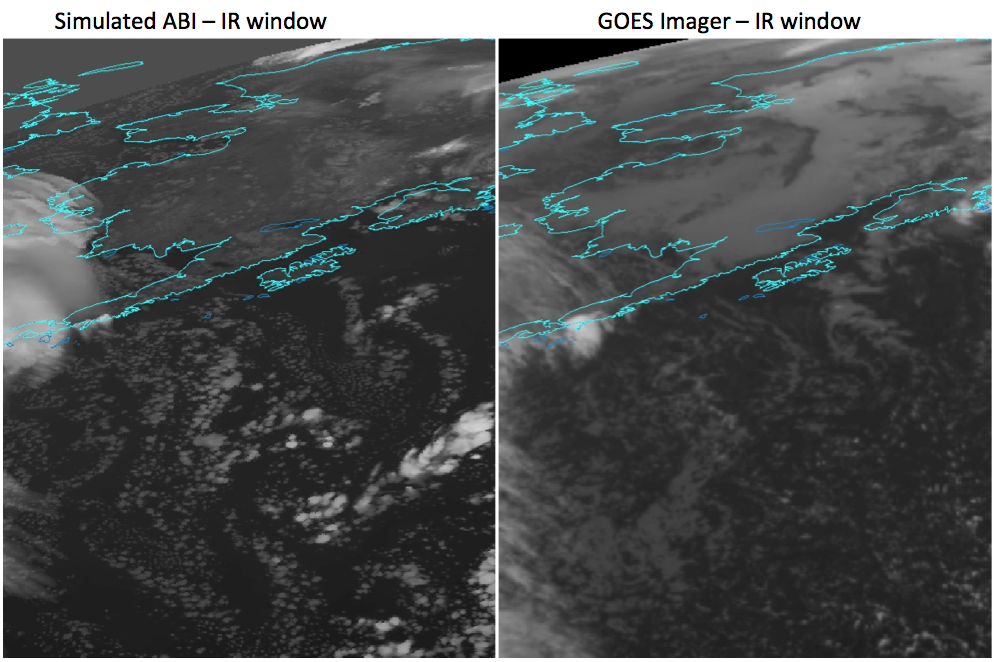 Simulated ABI – IR window
GOES Imager – IR window